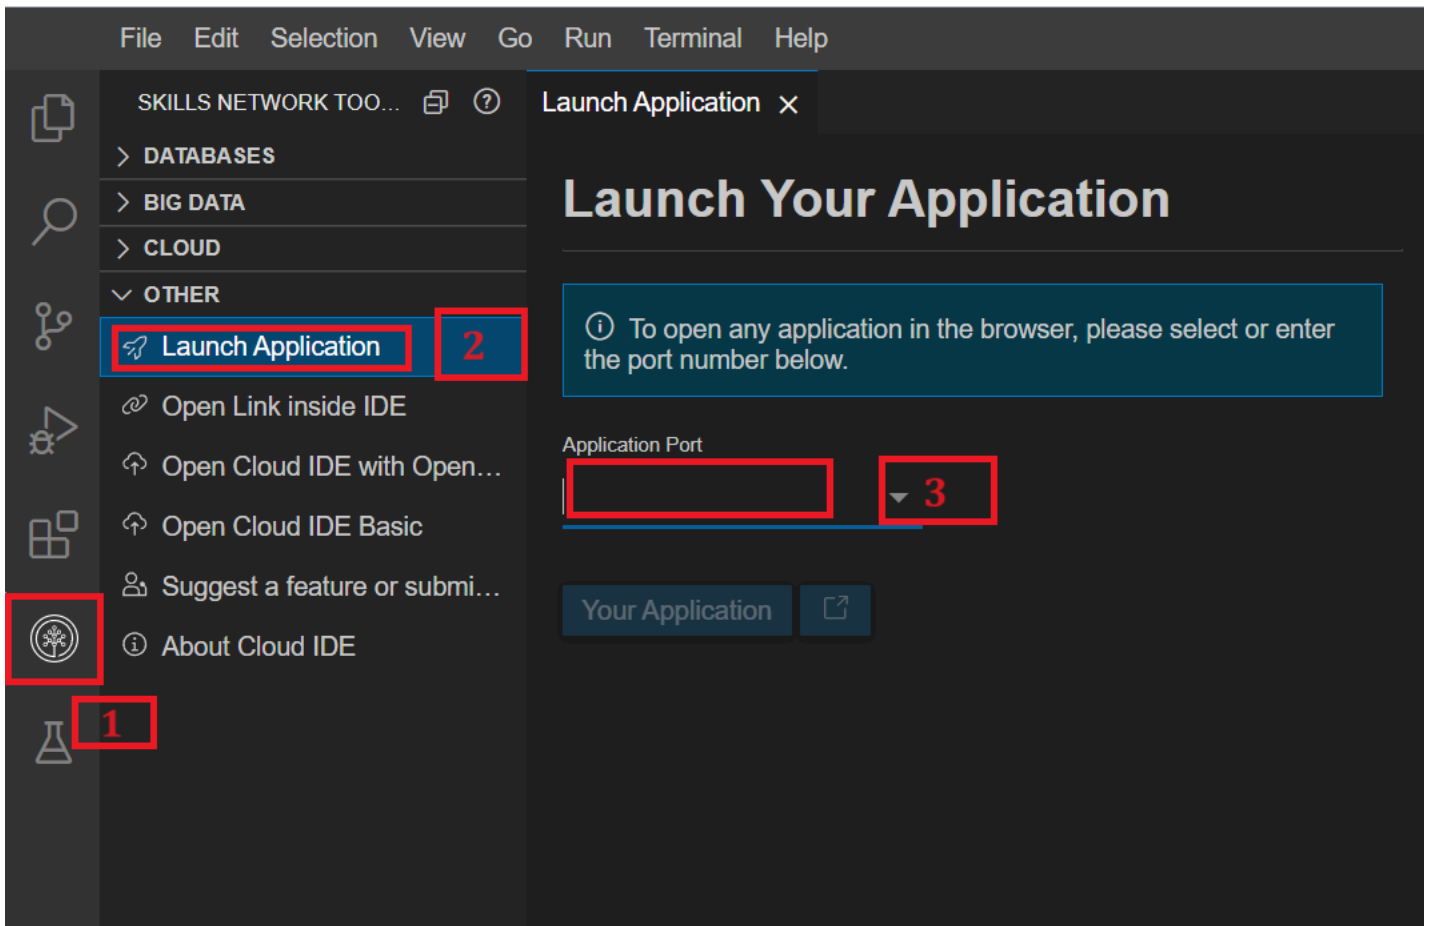 File Edit Selection View Go Run Terminal Help
SKILLS NETWORK TOO...
Launch Application
DATABASES
BIG DATA
CLOUD
OTHER
Launch Application
2
Open Link inside IDE
Open Cloud IDE with Open...
Open Cloud IDE Basic
Suggest a feature or submi...
About Cloud IDE
1
Launch Your Application
To open any application in the browser, please select or enter
the port number below.
Application Port
3
Your Application